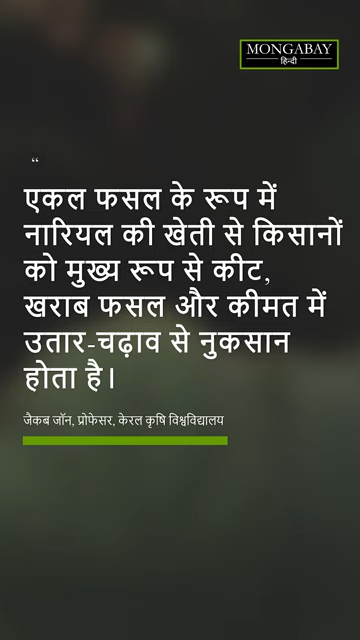 MONGABAY
हिन्दी
“
एकल फसल के रूप में
नारियल की खेती से किसानों
को मुख्य रूप से कीट,
खराब फसल और कीमत में
उतार-चढ़ाव से नुकसान
होता है।
जैकब जॉन, प्रोफेसर, केरल कृषि विश्वविद्यालय